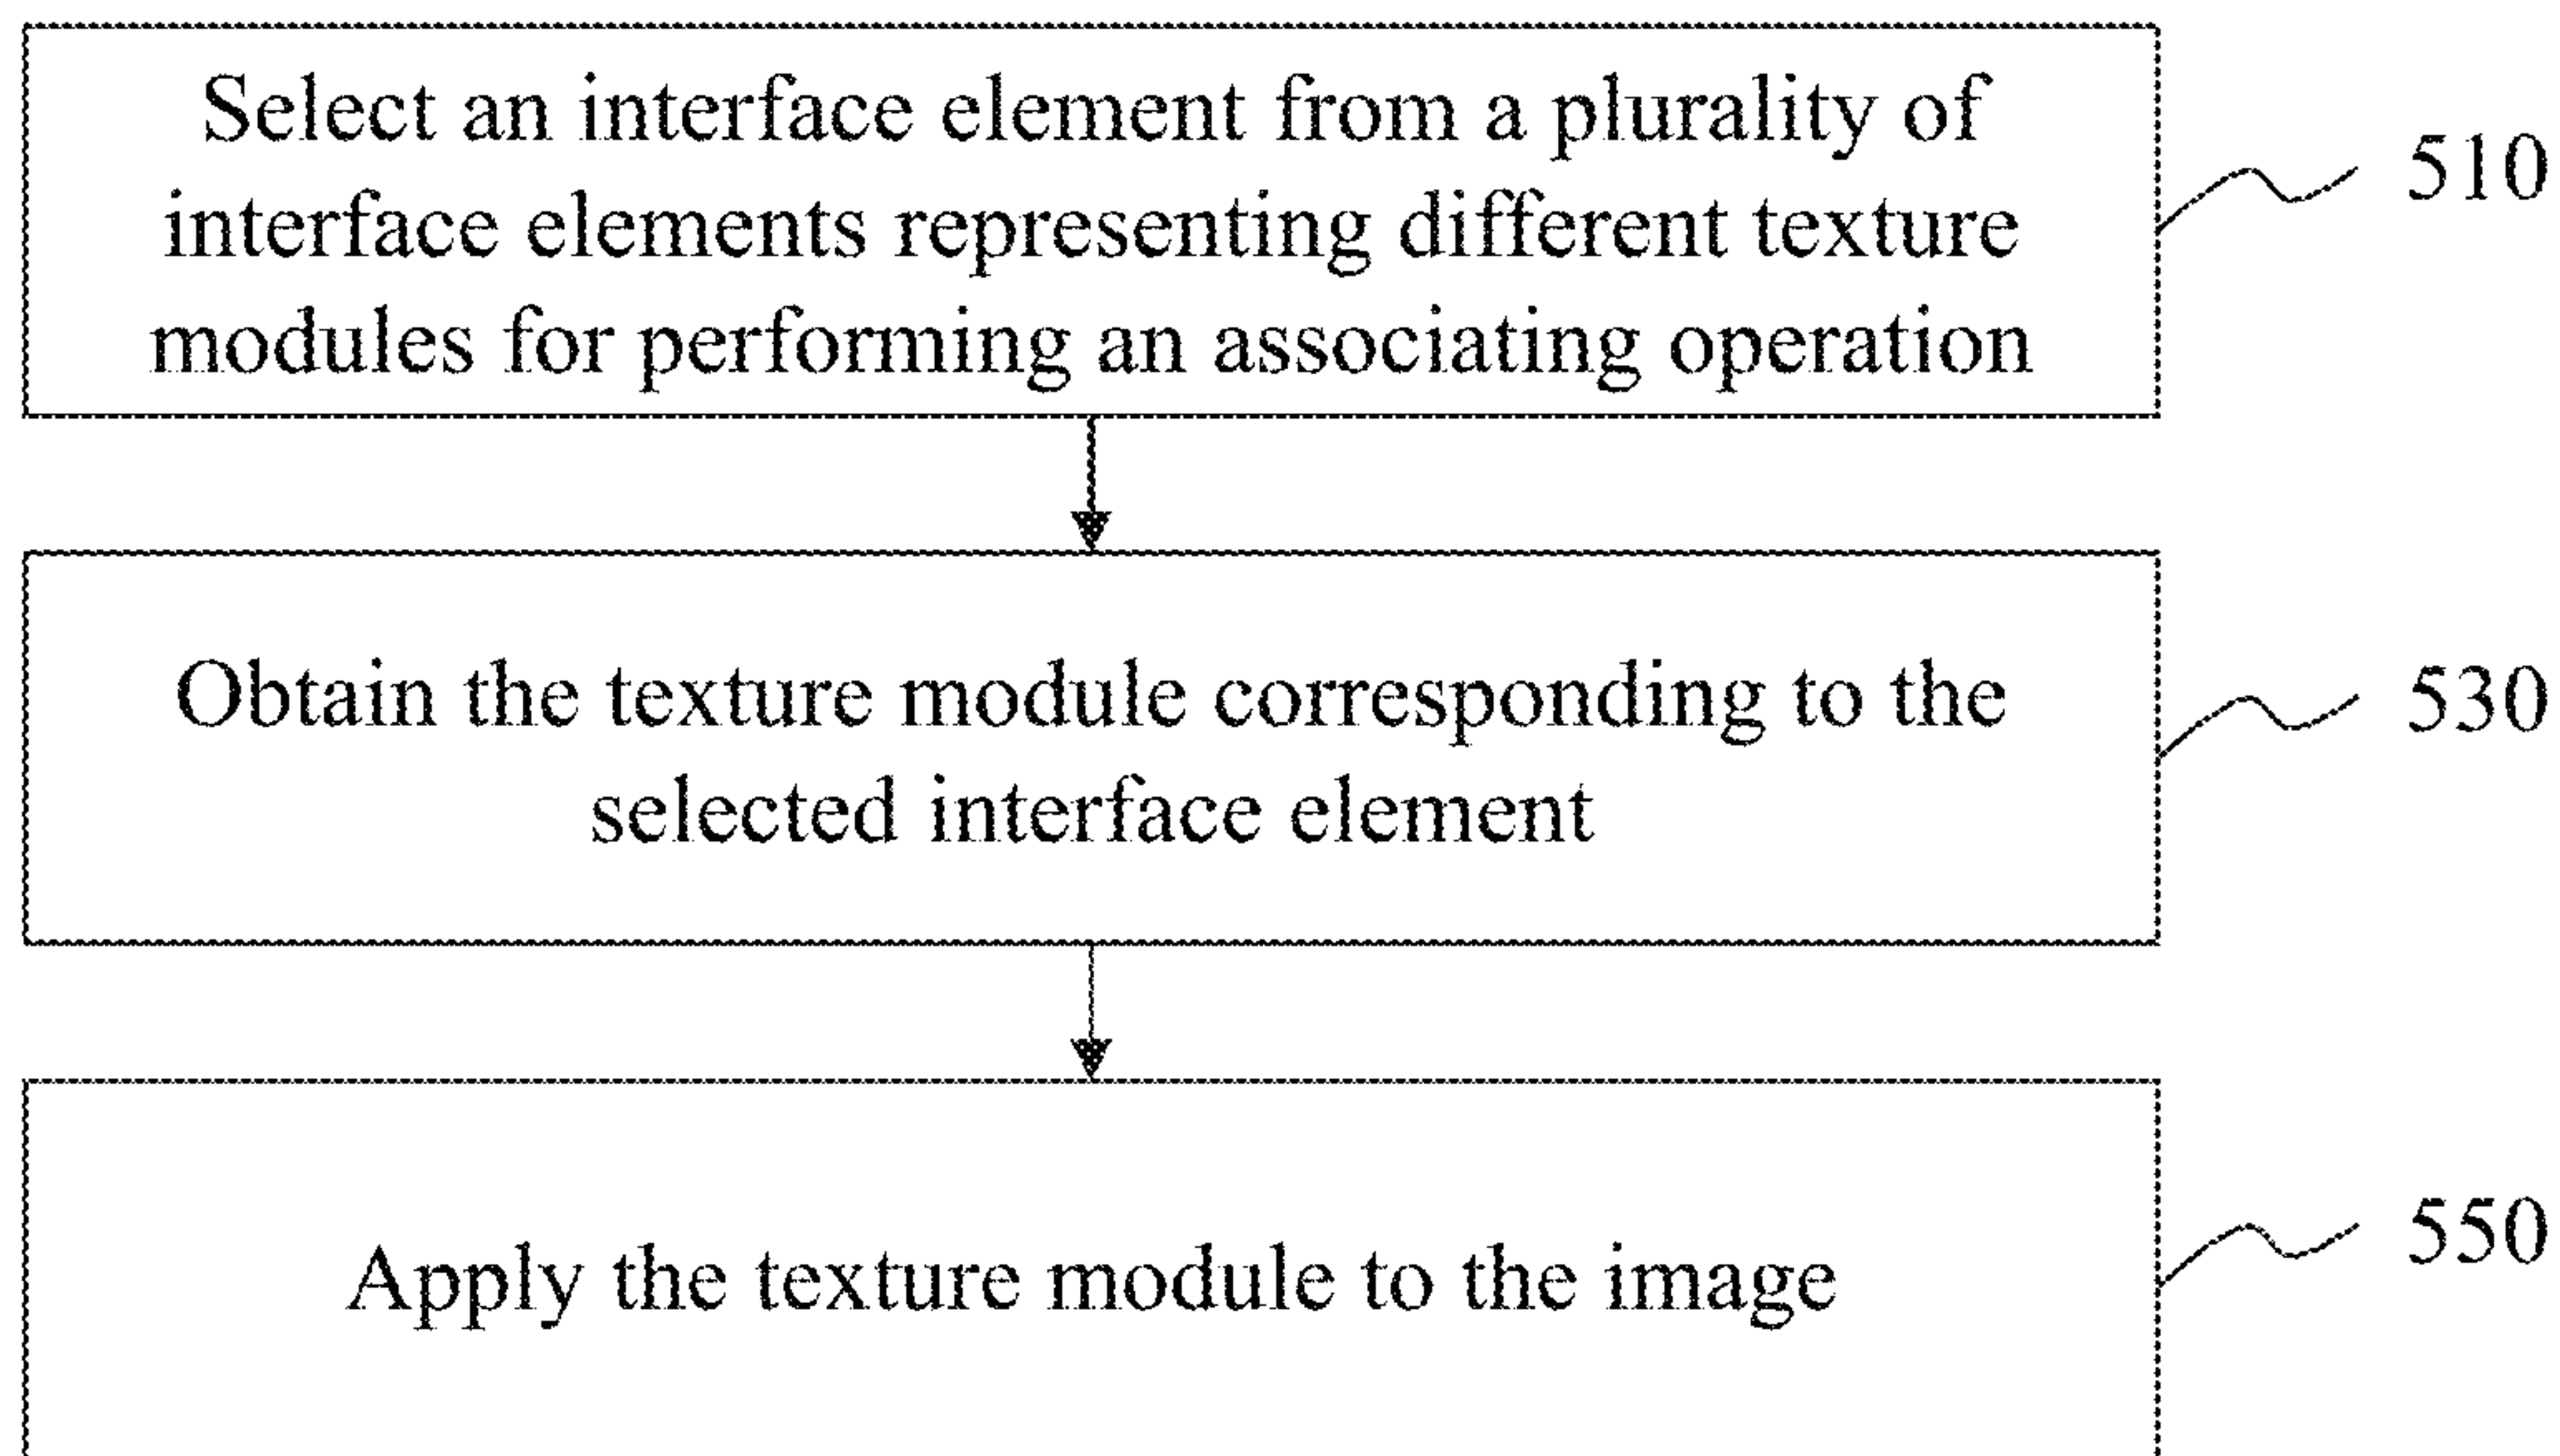 Select an interface element from a plurality of
interface elements representing different texture
modules for performing an associating operation
510
Obtain the texture module corresponding to the
selected interface element
530
Apply the texture module to the image
550